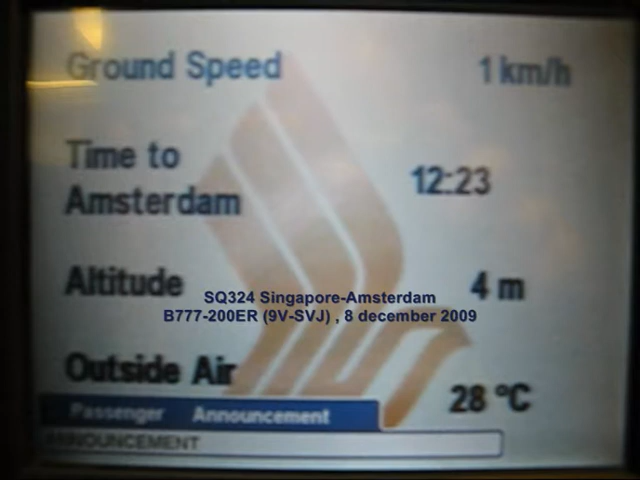 Ground Speed 1 km/h
Time to
Amsterdam 12:23
Altitude 4 m
SQ324 Singapore-Amsterdam
B777-200ER (9V-SVJ) , 8 december 2009
Outside Air 28 °C
Passenger Announcement
ANNOUNCEMENT